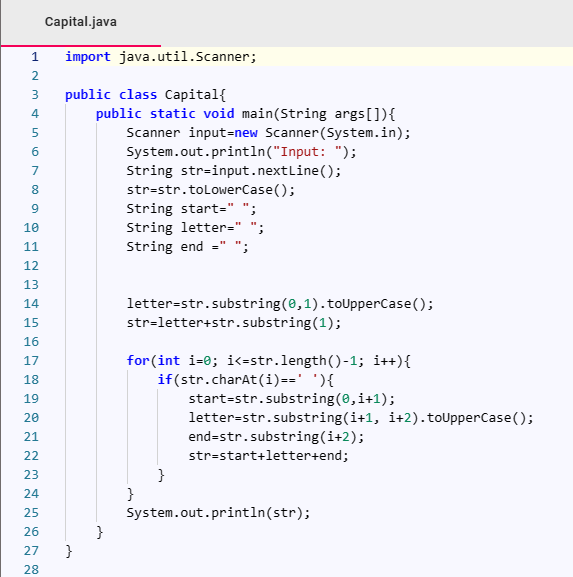 Capital.java
1 import java.util.Scanner;
2
3 public class Capital{
4     public static void main(String args[]){
5         Scanner input=new Scanner(System.in);
6         System.out.println("Input: ");
7         String str=input.nextLine();
8         str=str.toLowerCase();
9         String start=" ";
10         String letter=" ";
11         String end =" ";
12
13
14         letter=str.substring(0,1).toUpperCase();
15         str=letter+str.substring(1);
16
17         for(int i=0; i<=str.length()-1; i++){
18             if(str.charAt(i)==' '){
19                 start=str.substring(0,i+1);
20                 letter=str.substring(i+1, i+2).toUpperCase();
21                 end=str.substring(i+2);
22                 str=start+letter+end;
23             }
24         }
25         System.out.println(str);
26     }
27 }
28